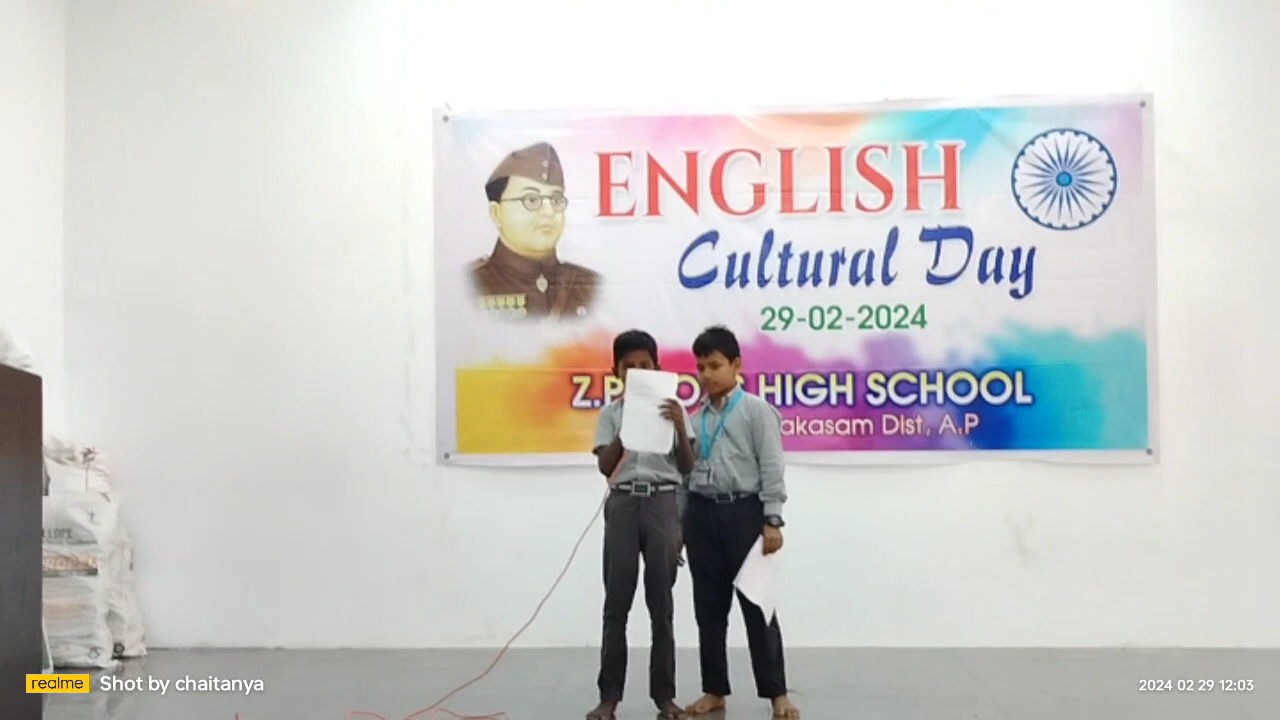 ENGLISH
Cultural Day
29-02-2024
HIGH SCHOOL
Dist, A.P
realme Shot by chaitanya
2024 02 29 12:03